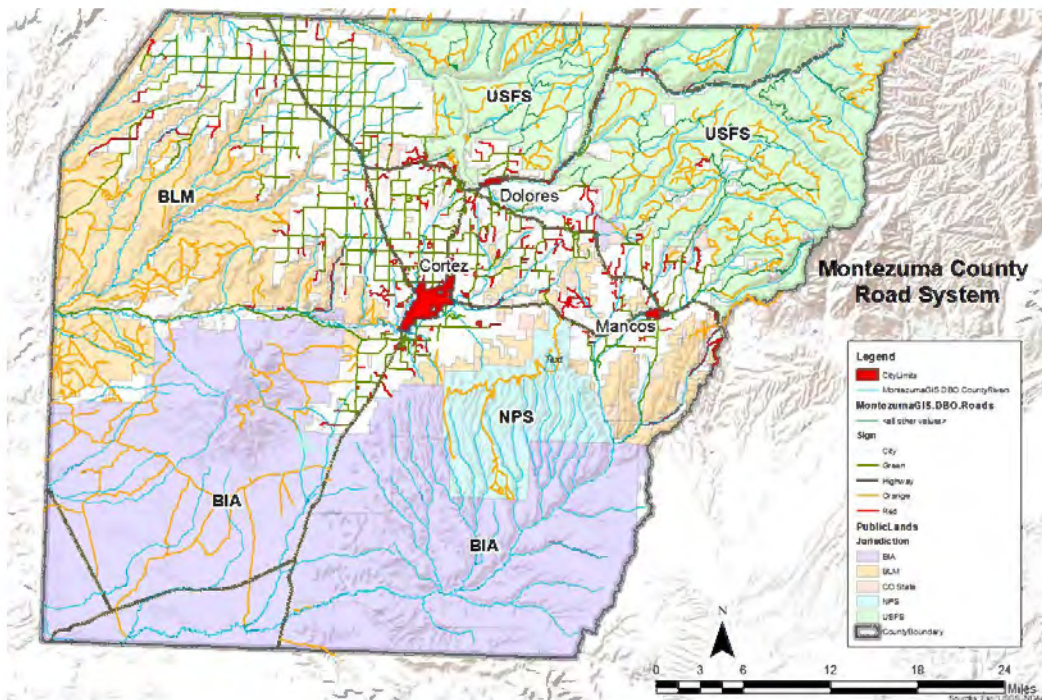 USFS
USFS
BLM
Dolores
Cortez
Montezuma County
Road System
Mancos
NPS
BIA
BIA
Legend
CityLimits
MontezumaGIS.DBO.CountyRivers
MontezumaGIS.DBO.Roads
<all other values>
Sign
City
Green
Highway
Orange
Red
PublicLands
Jurisdiction
BIA
BLM
CO State
NPS
USFS
CountyBoundary
N
0 3 6 12 18 24
Miles